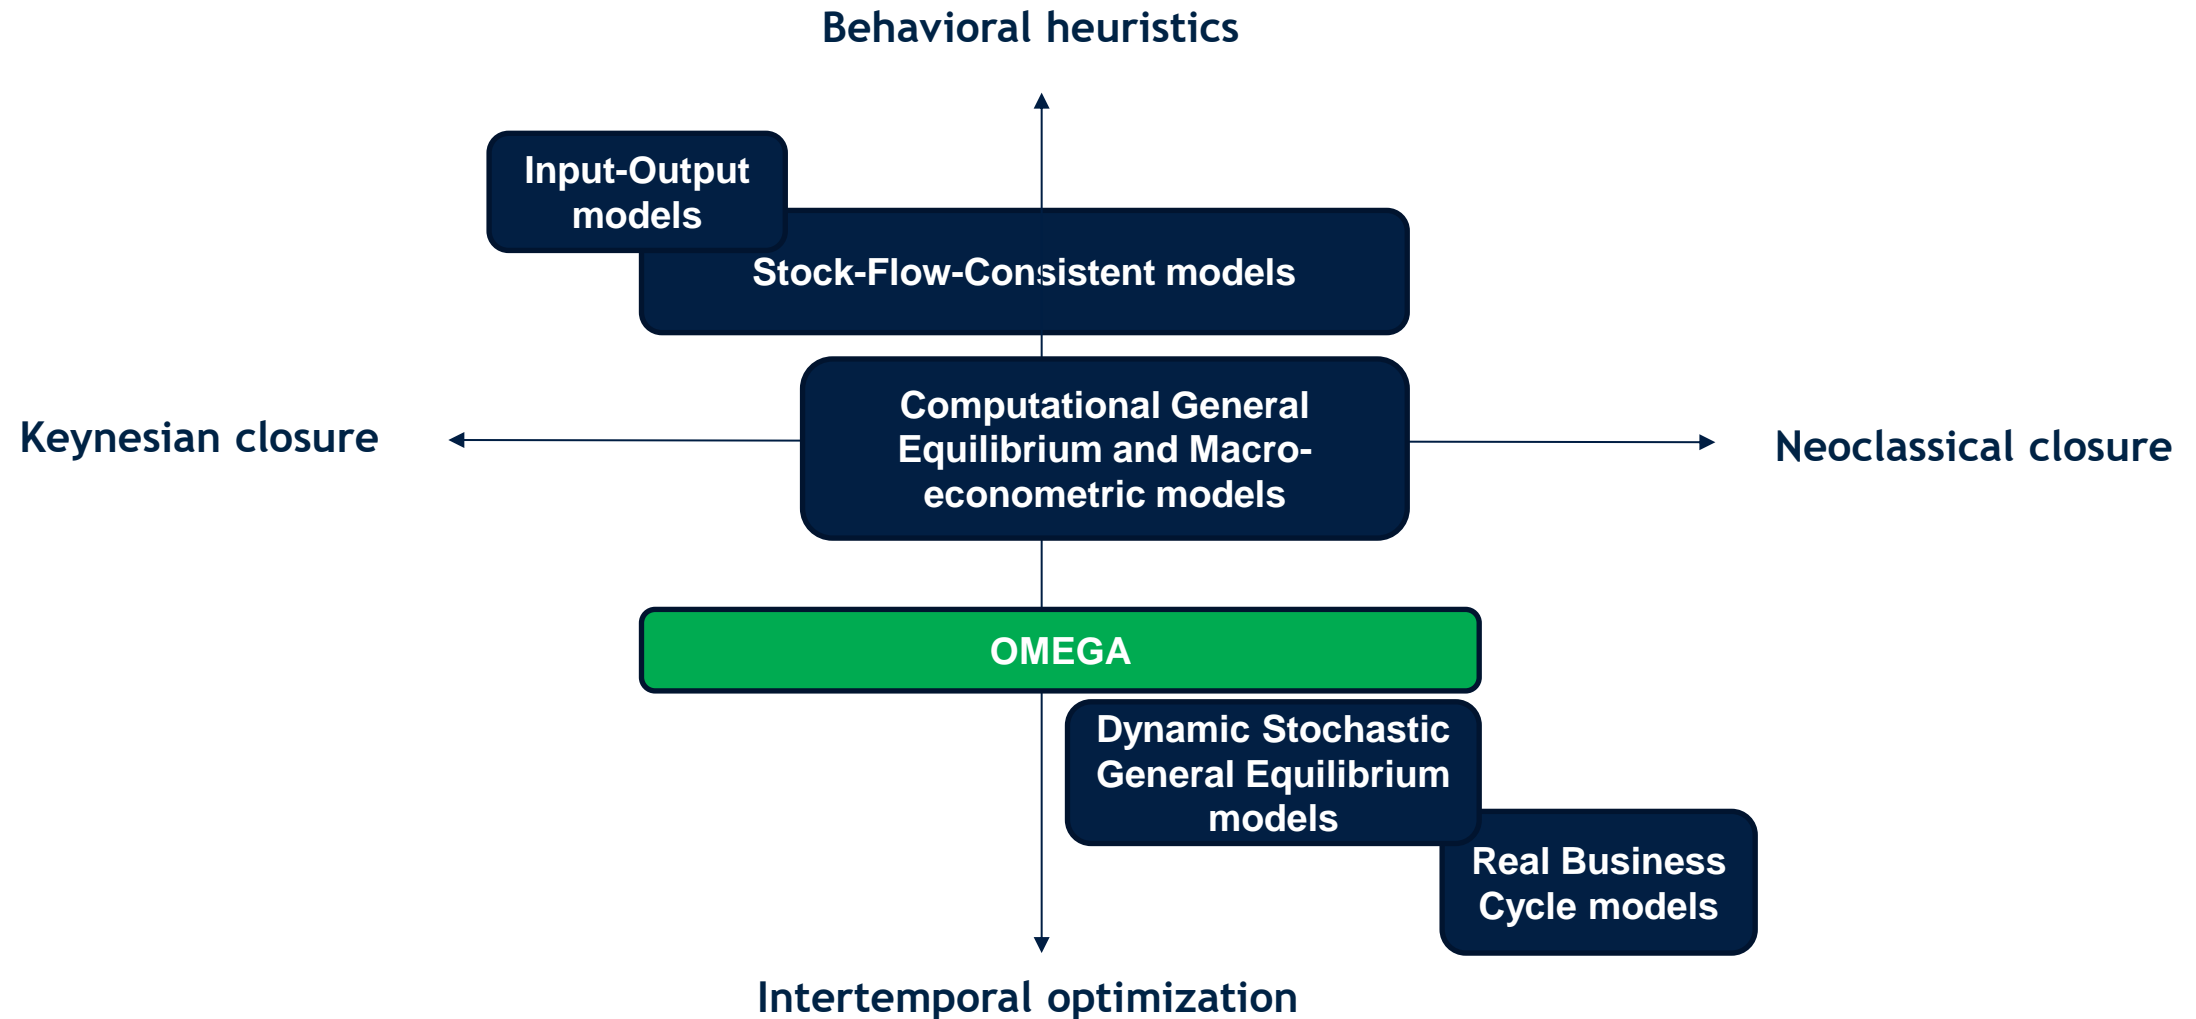 Behavioral heuristics
Input-Output
models
Stock-Flow-Consistent models
Computational General
Equilibrium and Macro-
econometric models
Keynesian closure
Neoclassical closure
OMEGA
Dynamic Stochastic
General Equilibrium
models
Real Business
Cycle models
Intertemporal optimization